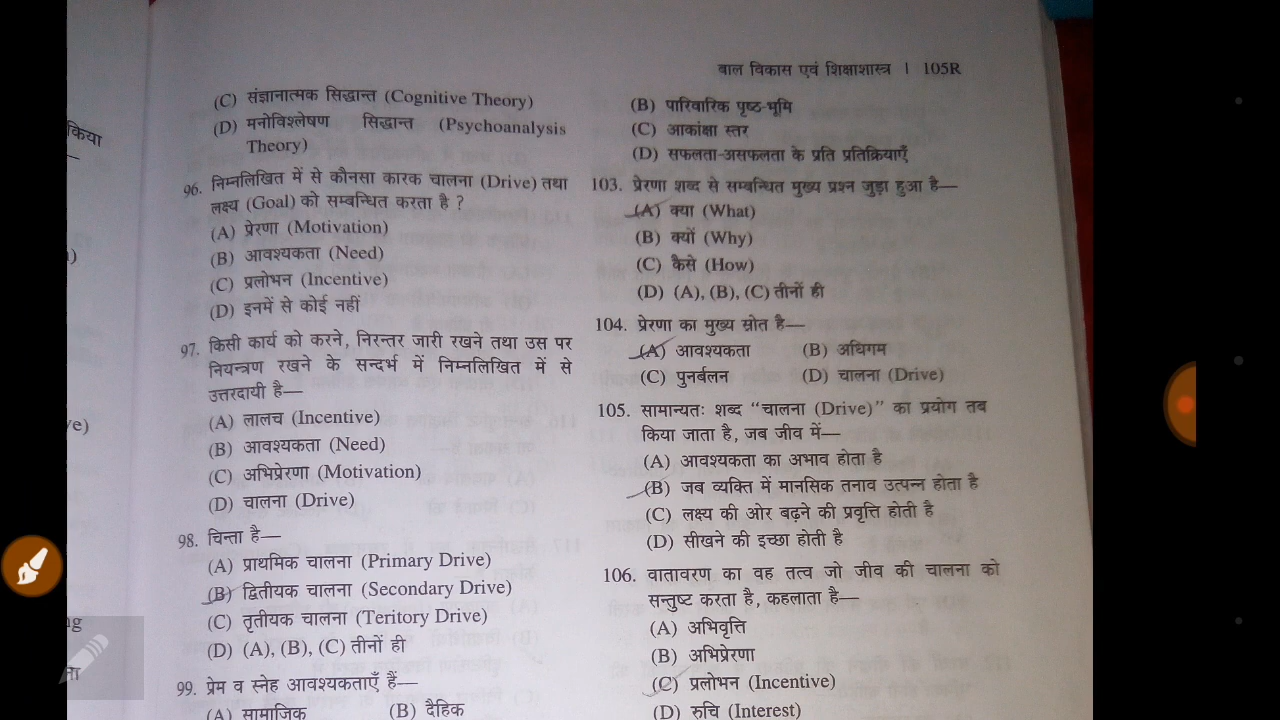 बाल विकास एवं शिक्षाशास्त्र । 105R
किया
(C) संज्ञानात्मक सिद्धान्त (Cognitive Theory)
(D) मनोविश्लेषण सिद्धान्त (Psychoanalysis
Theory)
96. निम्नलिखित में से कौनसा कारक चालना (Drive) तथा
लक्ष्य (Goal) को सम्बन्धित करता है ?
(A) प्रेरणा (Motivation)
(B) आवश्यकता (Need)
(C) प्रलोभन (Incentive)
(D) इनमें से कोई नहीं
97. किसी कार्य को करने, निरन्तर जारी रखने तथा उस पर
नियन्त्रण रखने के सन्दर्भ में निम्नलिखित में से
उत्तरदायी है—
(A) लालच (Incentive)
(B) आवश्यकता (Need)
(C) अभिप्रेरणा (Motivation)
(D) चालना (Drive)
98. चिन्ता है—
(A) प्राथमिक चालना (Primary Drive)
(B) द्वितीयक चालना (Secondary Drive)
(C) तृतीयक चालना (Teritory Drive)
(D) (A), (B), (C) तीनों ही
99. प्रेम व स्नेह आवश्यकताएँ हैं—
(A) सामाजिक (B) दैहिक
(B) पारिवारिक पृष्ठ-भूमि
(C) आकांक्षा स्तर
(D) सफलता-असफलता के प्रति प्रतिक्रियाएँ
103. प्रेरणा शब्द से सम्बन्धित मुख्य प्रश्न जुड़ा हुआ है—
(A) क्या (What)
(B) क्यों (Why)
(C) कैसे (How)
(D) (A), (B), (C) तीनों ही
104. प्रेरणा का मुख्य स्रोत है—
(A) आवश्यकता (B) अधिगम
(C) पुनर्बलन (D) चालना (Drive)
105. सामान्यतः शब्द “चालना (Drive)” का प्रयोग तब
किया जाता है, जब जीव में—
(A) आवश्यकता का अभाव होता है
(B) जब व्यक्ति में मानसिक तनाव उत्पन्न होता है
(C) लक्ष्य की ओर बढ़ने की प्रवृत्ति होती है
(D) सीखने की इच्छा होती है
106. वातावरण का वह तत्व जो जीव की चालना को
सन्तुष्ट करता है, कहलाता है—
(A) अभिवृत्ति
(B) अभिप्रेरणा
(C) प्रलोभन (Incentive)
(D) रुचि (Interest)